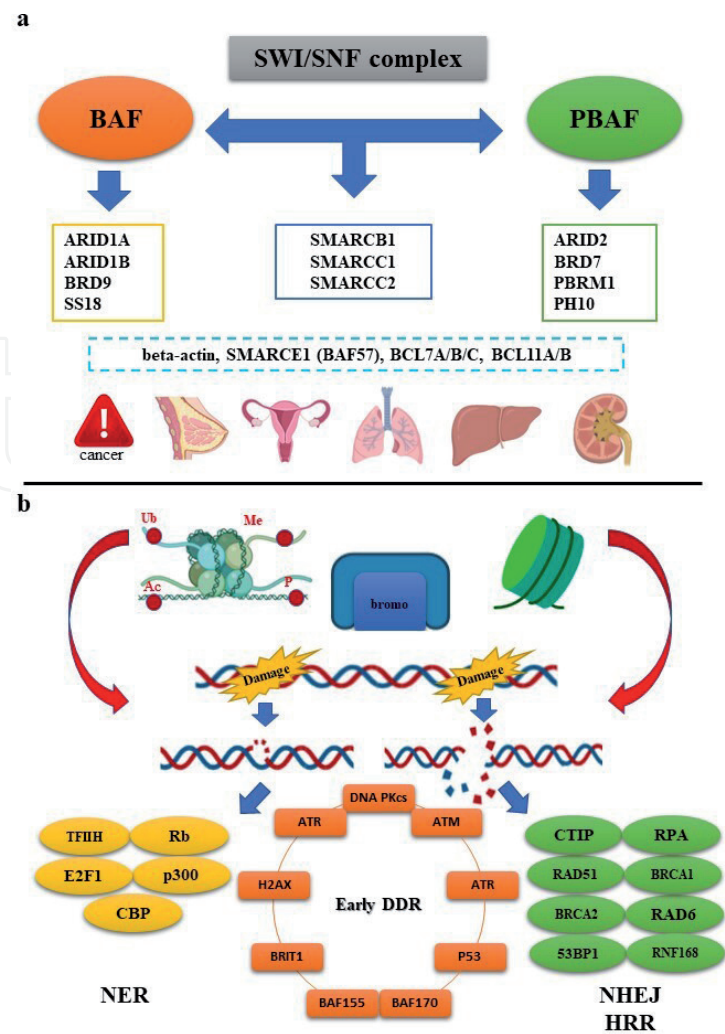 a
SWI/SNF complex
BAF
PBAF
ARID1A
ARID1B
BRD9
SS18
SMARCB1
SMARCC1
SMARCC2
ARID2
BRD7
PBRM1
PH10
beta-actin, SMARCE1 (BAF57), BCL7A/B/C, BCL11A/B
!
cancer
b
Ub
Me
Ac
P
bromo
Damage
Damage
DNA PKcs
ATR
ATM
H2AX
ATR
Early DDR
BRIT1
P53
BAF155
BAF170
TFIIH
Rb
E2F1
p300
CBP
NER
CTIP
RPA
RAD51
BRCA1
BRCA2
RAD6
53BP1
RNF168
NHEJ
HRR